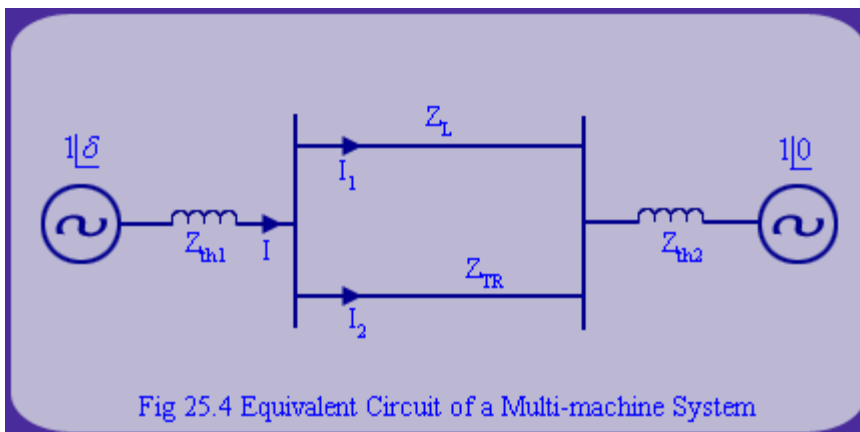 Z_L
1∠δ
1∠0
I_1
Z_th1
I
Z_th2
Z_TR
I_2
Fig 25.4 Equivalent Circuit of a Multi-machine System